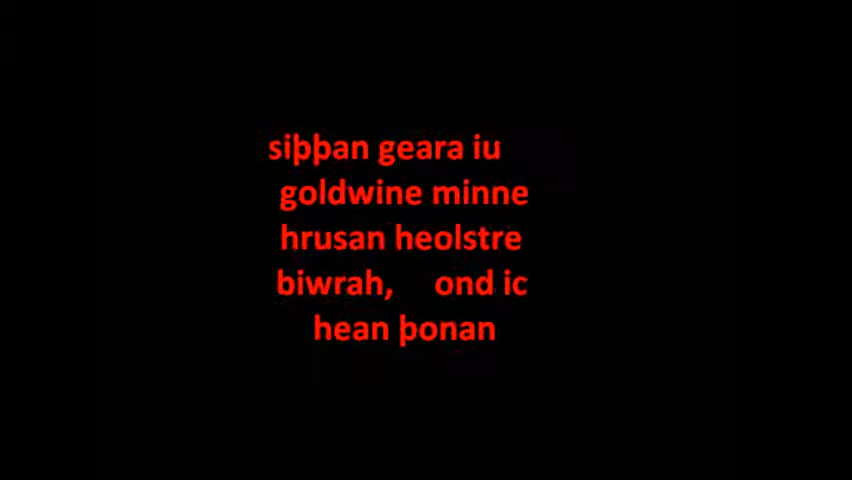 siþþan geara iu
goldwine minne
hrusan heolstre
biwrah, ond ic
hean þonan